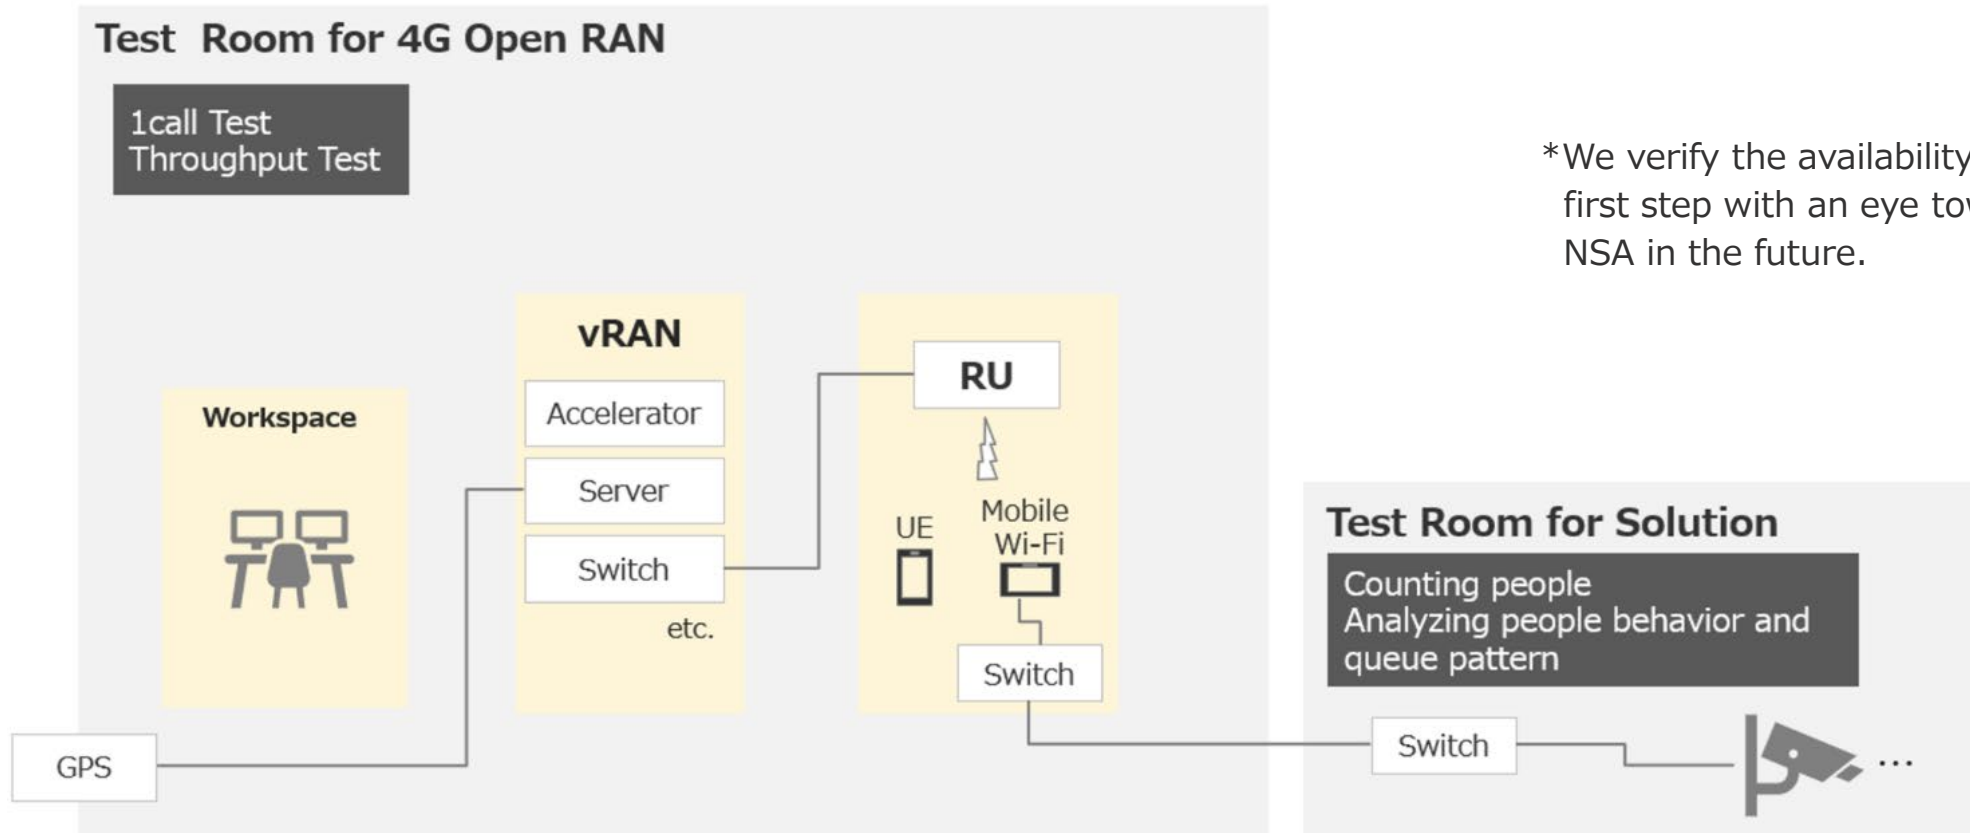 Test Room for 4G Open RAN
1call Test
Throughput Test
*We verify the availability
first step with an eye
NSA in the future.
vRAN
Accelerator
Server
Switch
etc.
Workspace
RU
UE
Mobile
Wi-Fi
Switch
GPS
Test Room for Solution
Counting people
Analyzing people behavior and
queue pattern
Switch
...